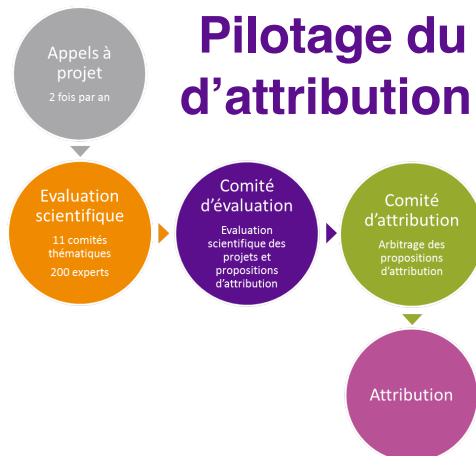 Pilotage du
d'attribution
Appels à
projet
2 fois par an
Evaluation
scientifique
11 comités
thématiques
200 experts
Comité
d'évaluation
Evaluation
scientifique des
projets et
propositions
d'attribution
Comité
d'attribution
Arbitrage des
propositions
d'attribution
Attribution